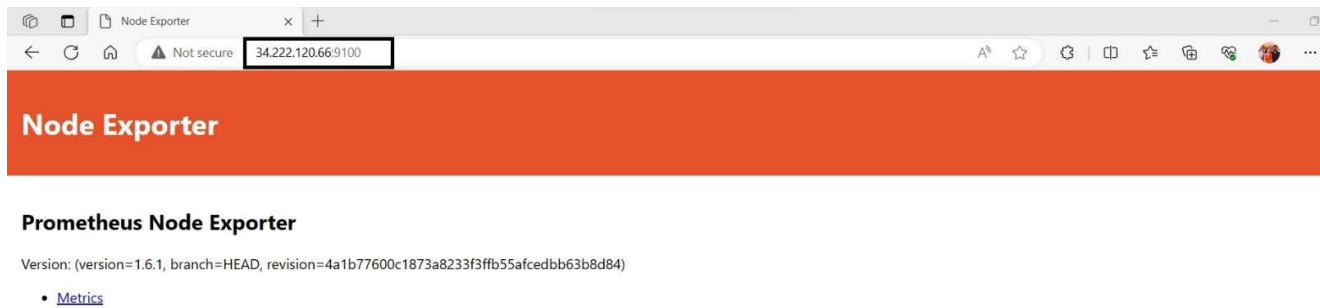 Node Exporter
Not secure 34.222.120.66:9100
Node Exporter
Prometheus Node Exporter
Version: (version=1.6.1, branch=HEAD, revision=4a1b77600c1873a8233f3ffb55afcedbb63b8d84)
• Metrics